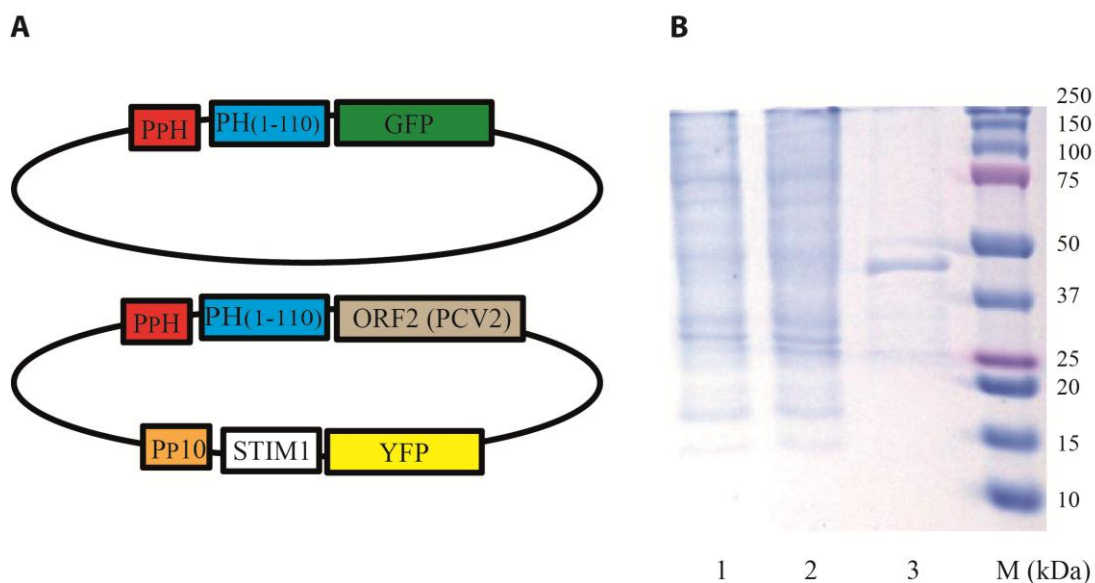 A
B
PPH PH(1-110) GFP
PPH PH(1-110) ORF2 (PCV2)
PP10 STIM1 YFP
250
150
100
75
50
37
25
20
15
10
1 2 3 M (kDa)